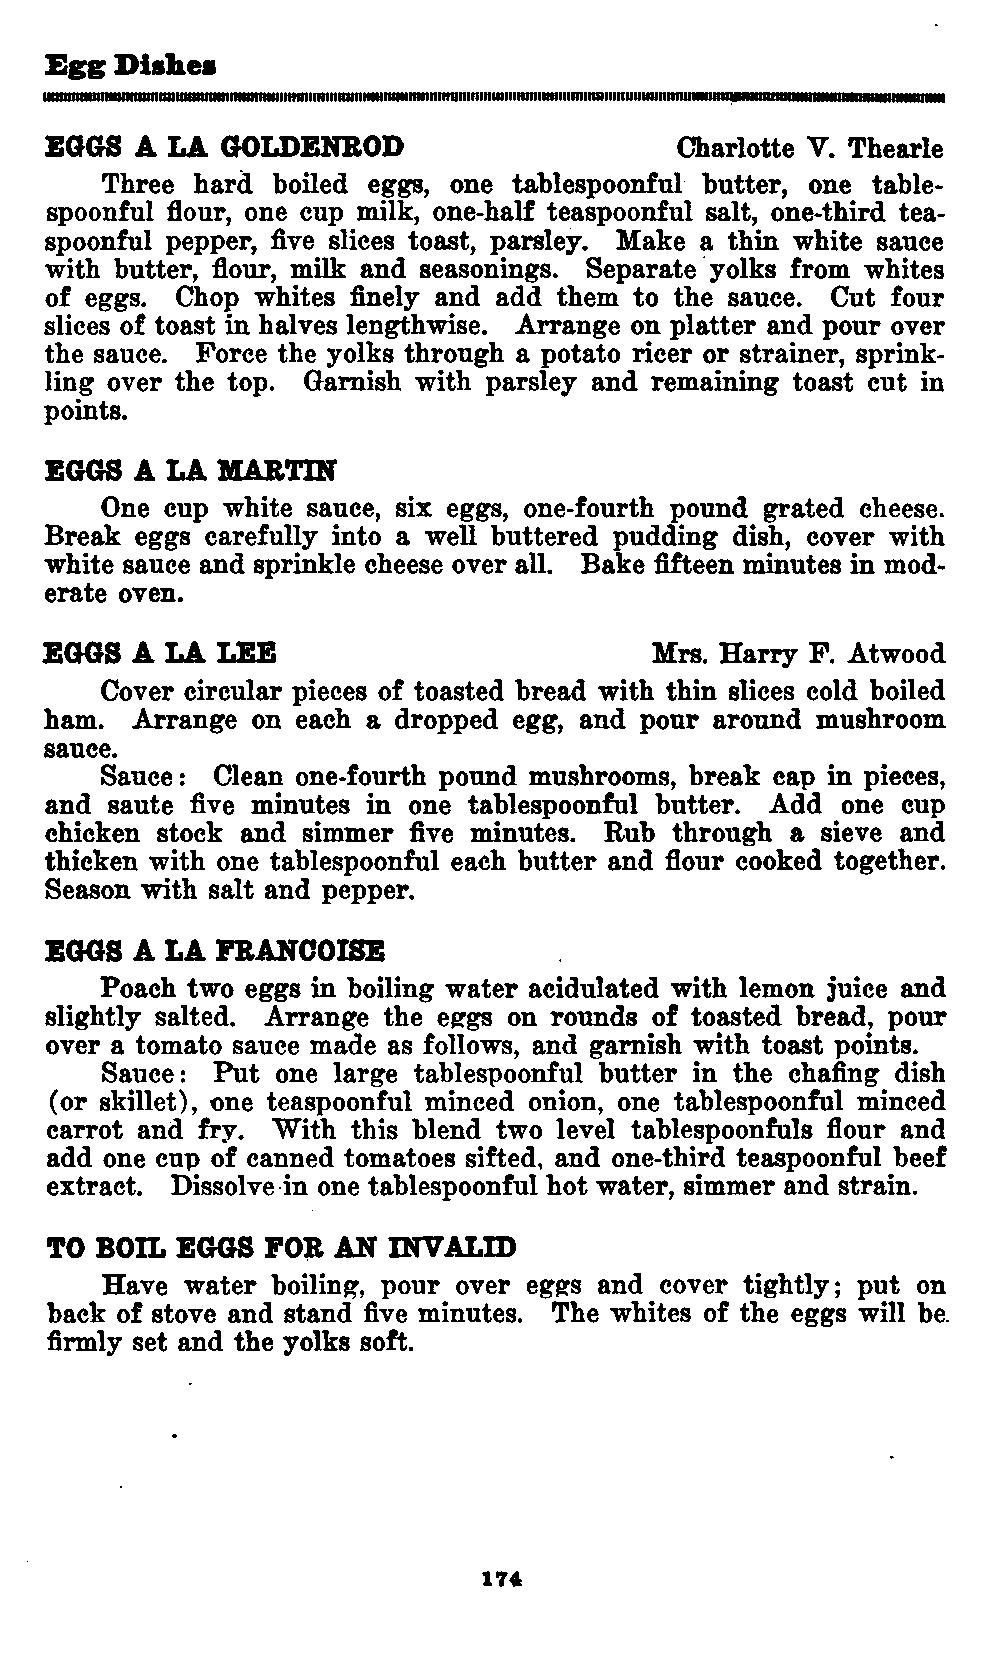 Egg Dishes
EGGS A LA GOLDENROD Charlotte V. Thearle
Three hard boiled eggs, one tablespoonful butter, one table-
spoonful flour, one cup milk, one-half teaspoonful salt, one-third tea-
spoonful pepper, five slices toast, parsley. Make a thin white sauce
with butter, flour, milk and seasonings. Separate yolks from whites
of eggs. Chop whites finely and add them to the sauce. Cut four
slices of toast in halves lengthwise. Arrange on platter and pour over
the sauce. Force the yolks through a potato ricer or strainer, sprink-
ling over the top. Garnish with parsley and remaining toast cut in
points.
EGGS A LA MARTIN
One cup white sauce, six eggs, one-fourth pound grated cheese.
Break eggs carefully into a well buttered pudding dish, cover with
white sauce and sprinkle cheese over all. Bake fifteen minutes in mod-
erate oven.
EGGS A LA LEE Mrs. Harry F. Atwood
Cover circular pieces of toasted bread with thin slices cold boiled
ham. Arrange on each a dropped egg, and pour around mushroom
sauce.
Sauce: Clean one-fourth pound mushrooms, break cap in pieces,
and saute five minutes in one tablespoonful butter. Add one cup
chicken stock and simmer five minutes. Rub through a sieve and
thicken with one tablespoonful each butter and flour cooked together.
Season with salt and pepper.
EGGS A LA FRANCOISE
Poach two eggs in boiling water acidulated with lemon juice and
slightly salted. Arrange the eggs on rounds of toasted bread, pour
over a tomato sauce made as follows, and garnish with toast points.
Sauce: Put one large tablespoonful butter in the chafing dish
(or skillet), one teaspoonful minced onion, one tablespoonful minced
carrot and fry. With this blend two level tablespoonfuls flour and
add one cup of canned tomatoes sifted, and one-third teaspoonful beef
extract. Dissolve in one tablespoonful hot water, simmer and strain.
TO BOIL EGGS FOR AN INVALID
Have water boiling, pour over eggs and cover tightly; put on
back of stove and stand five minutes. The whites of the eggs will be
firmly set and the yolks soft.
174